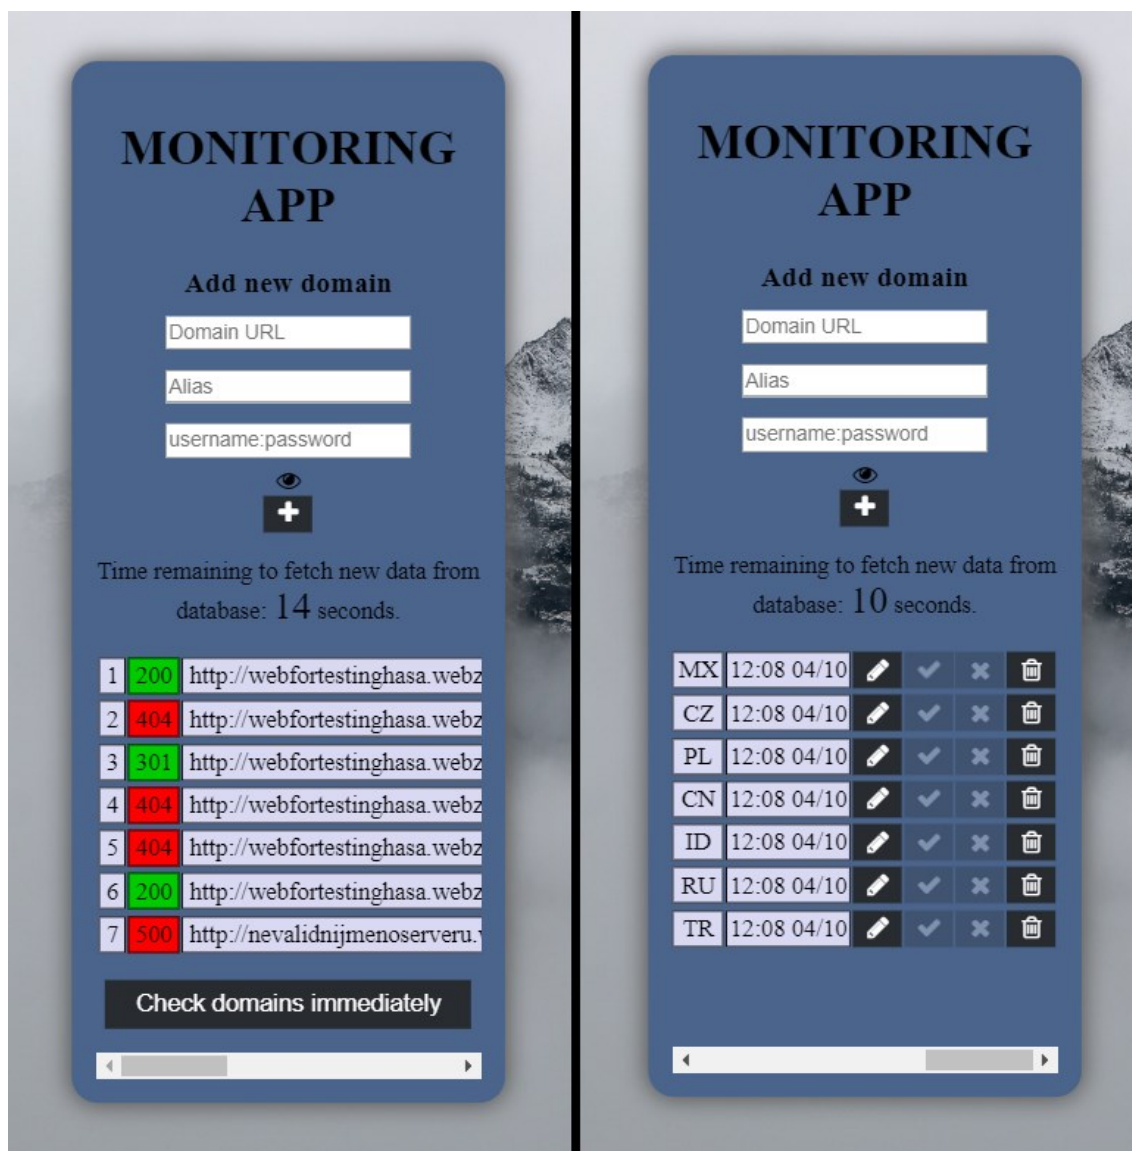 MONITORING
APP
Add new domain
Domain URL
Alias
username:password
Time remaining to fetch new data from
database: 14 seconds.
1 200 http://webfortestinghasa.webz
2 404 http://webfortestinghasa.webz
3 301 http://webfortestinghasa.webz
4 404 http://webfortestinghasa.webz
5 404 http://webfortestinghasa.webz
6 200 http://webfortestinghasa.webz
7 500 http://nevalidnijmenoserveru.
Check domains immediately
MONITORING
APP
Add new domain
Domain URL
Alias
username:password
Time remaining to fetch new data from
database: 10 seconds.
MX 12:08 04/10
CZ 12:08 04/10
PL 12:08 04/10
CN 12:08 04/10
ID 12:08 04/10
RU 12:08 04/10
TR 12:08 04/10